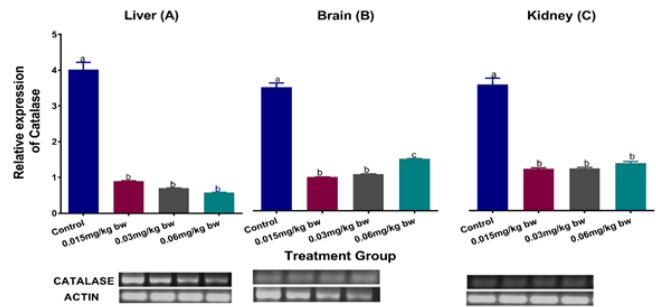 Liver (A)
Brain (B)
Kidney (C)
Relative expression
of Catalase
5
4
3
2
1
0
a
b
b
b
a
b
b
c
a
b
b
b
Control
0.015mg/kg bw
0.03mg/kg bw
0.06mg/kg bw
Control
0.015mg/kg bw
0.03mg/kg bw
0.06mg/kg bw
Control
0.015mg/kg bw
0.03mg/kg bw
0.06mg/kg bw
Treatment Group
CATALASE
ACTIN